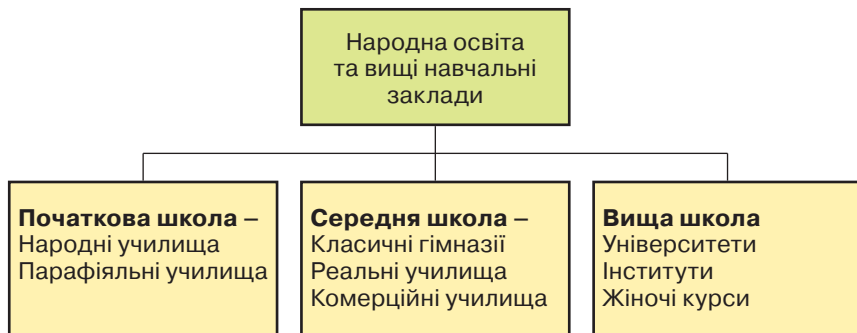 Народна освіта
та вищі навчальні
заклади
Початкова школа –
Народні училища
Парафіяльні училища
Середня школа –
Класичні гімназії
Реальні училища
Комерційні училища
Вища школа
Університети
Інститути
Жіночі курси